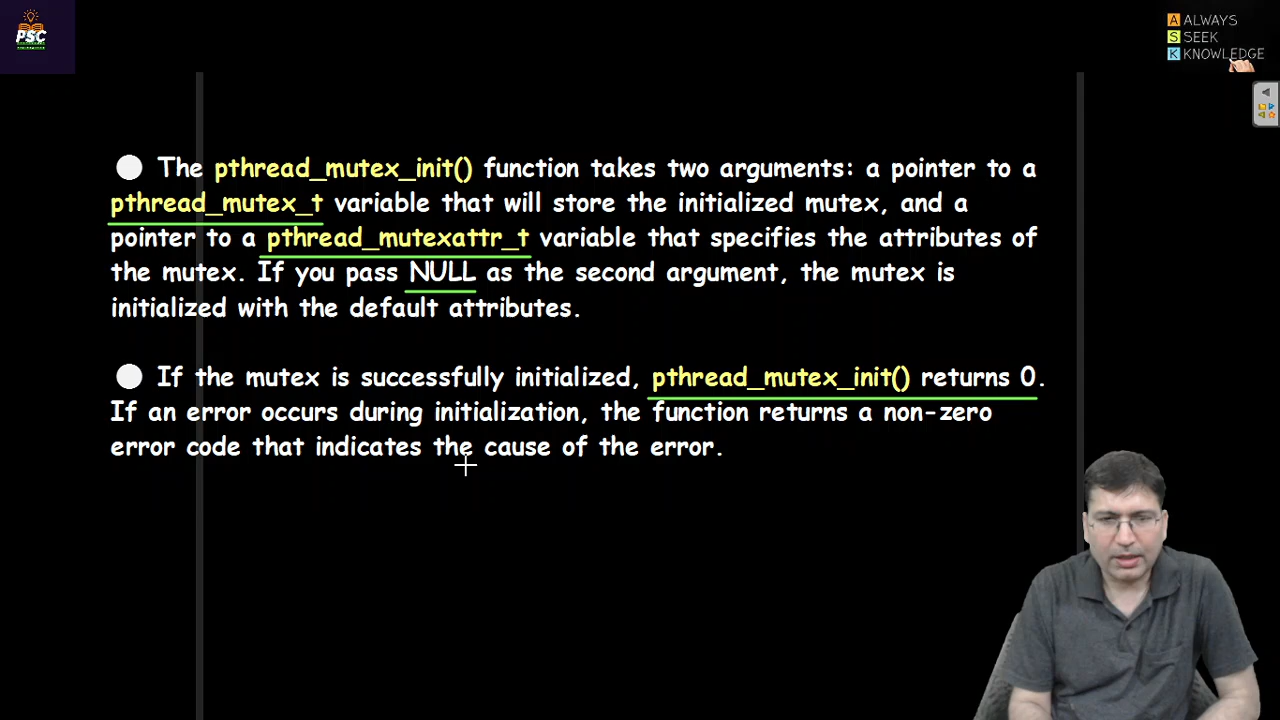 PSC
A ALWAYS
S SEEK
K KNOWLEDGE
The pthread_mutex_init() function takes two arguments: a pointer to a
pthread_mutex_t variable that will store the initialized mutex, and a
pointer to a pthread_mutexattr_t variable that specifies the attributes of
the mutex. If you pass NULL as the second argument, the mutex is
initialized with the default attributes.
If the mutex is successfully initialized, pthread_mutex_init() returns 0.
If an error occurs during initialization, the function returns a non-zero
error code that indicates the cause of the error.